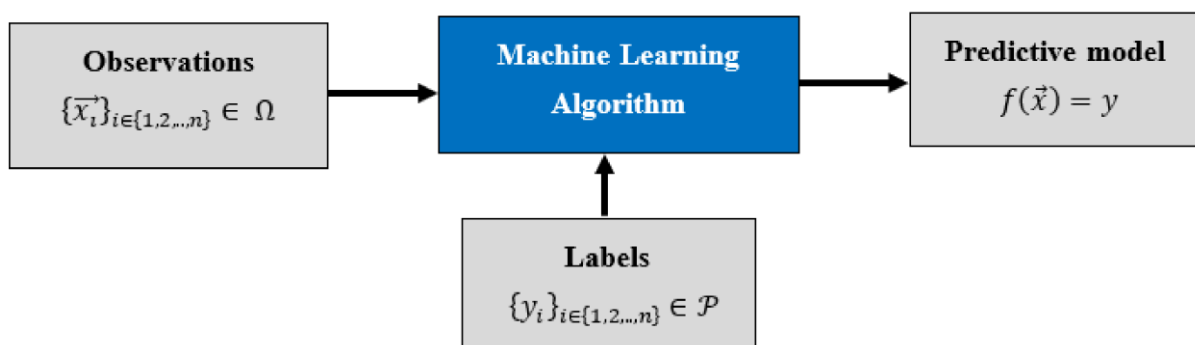 Observations
{x⃗ᵢ}_{i∈{1,2,..,n}} ∈ Ω
Machine Learning
Algorithm
Predictive model
f(x⃗) = y
Labels
{yᵢ}_{i∈{1,2,..,n}} ∈ 𝒫